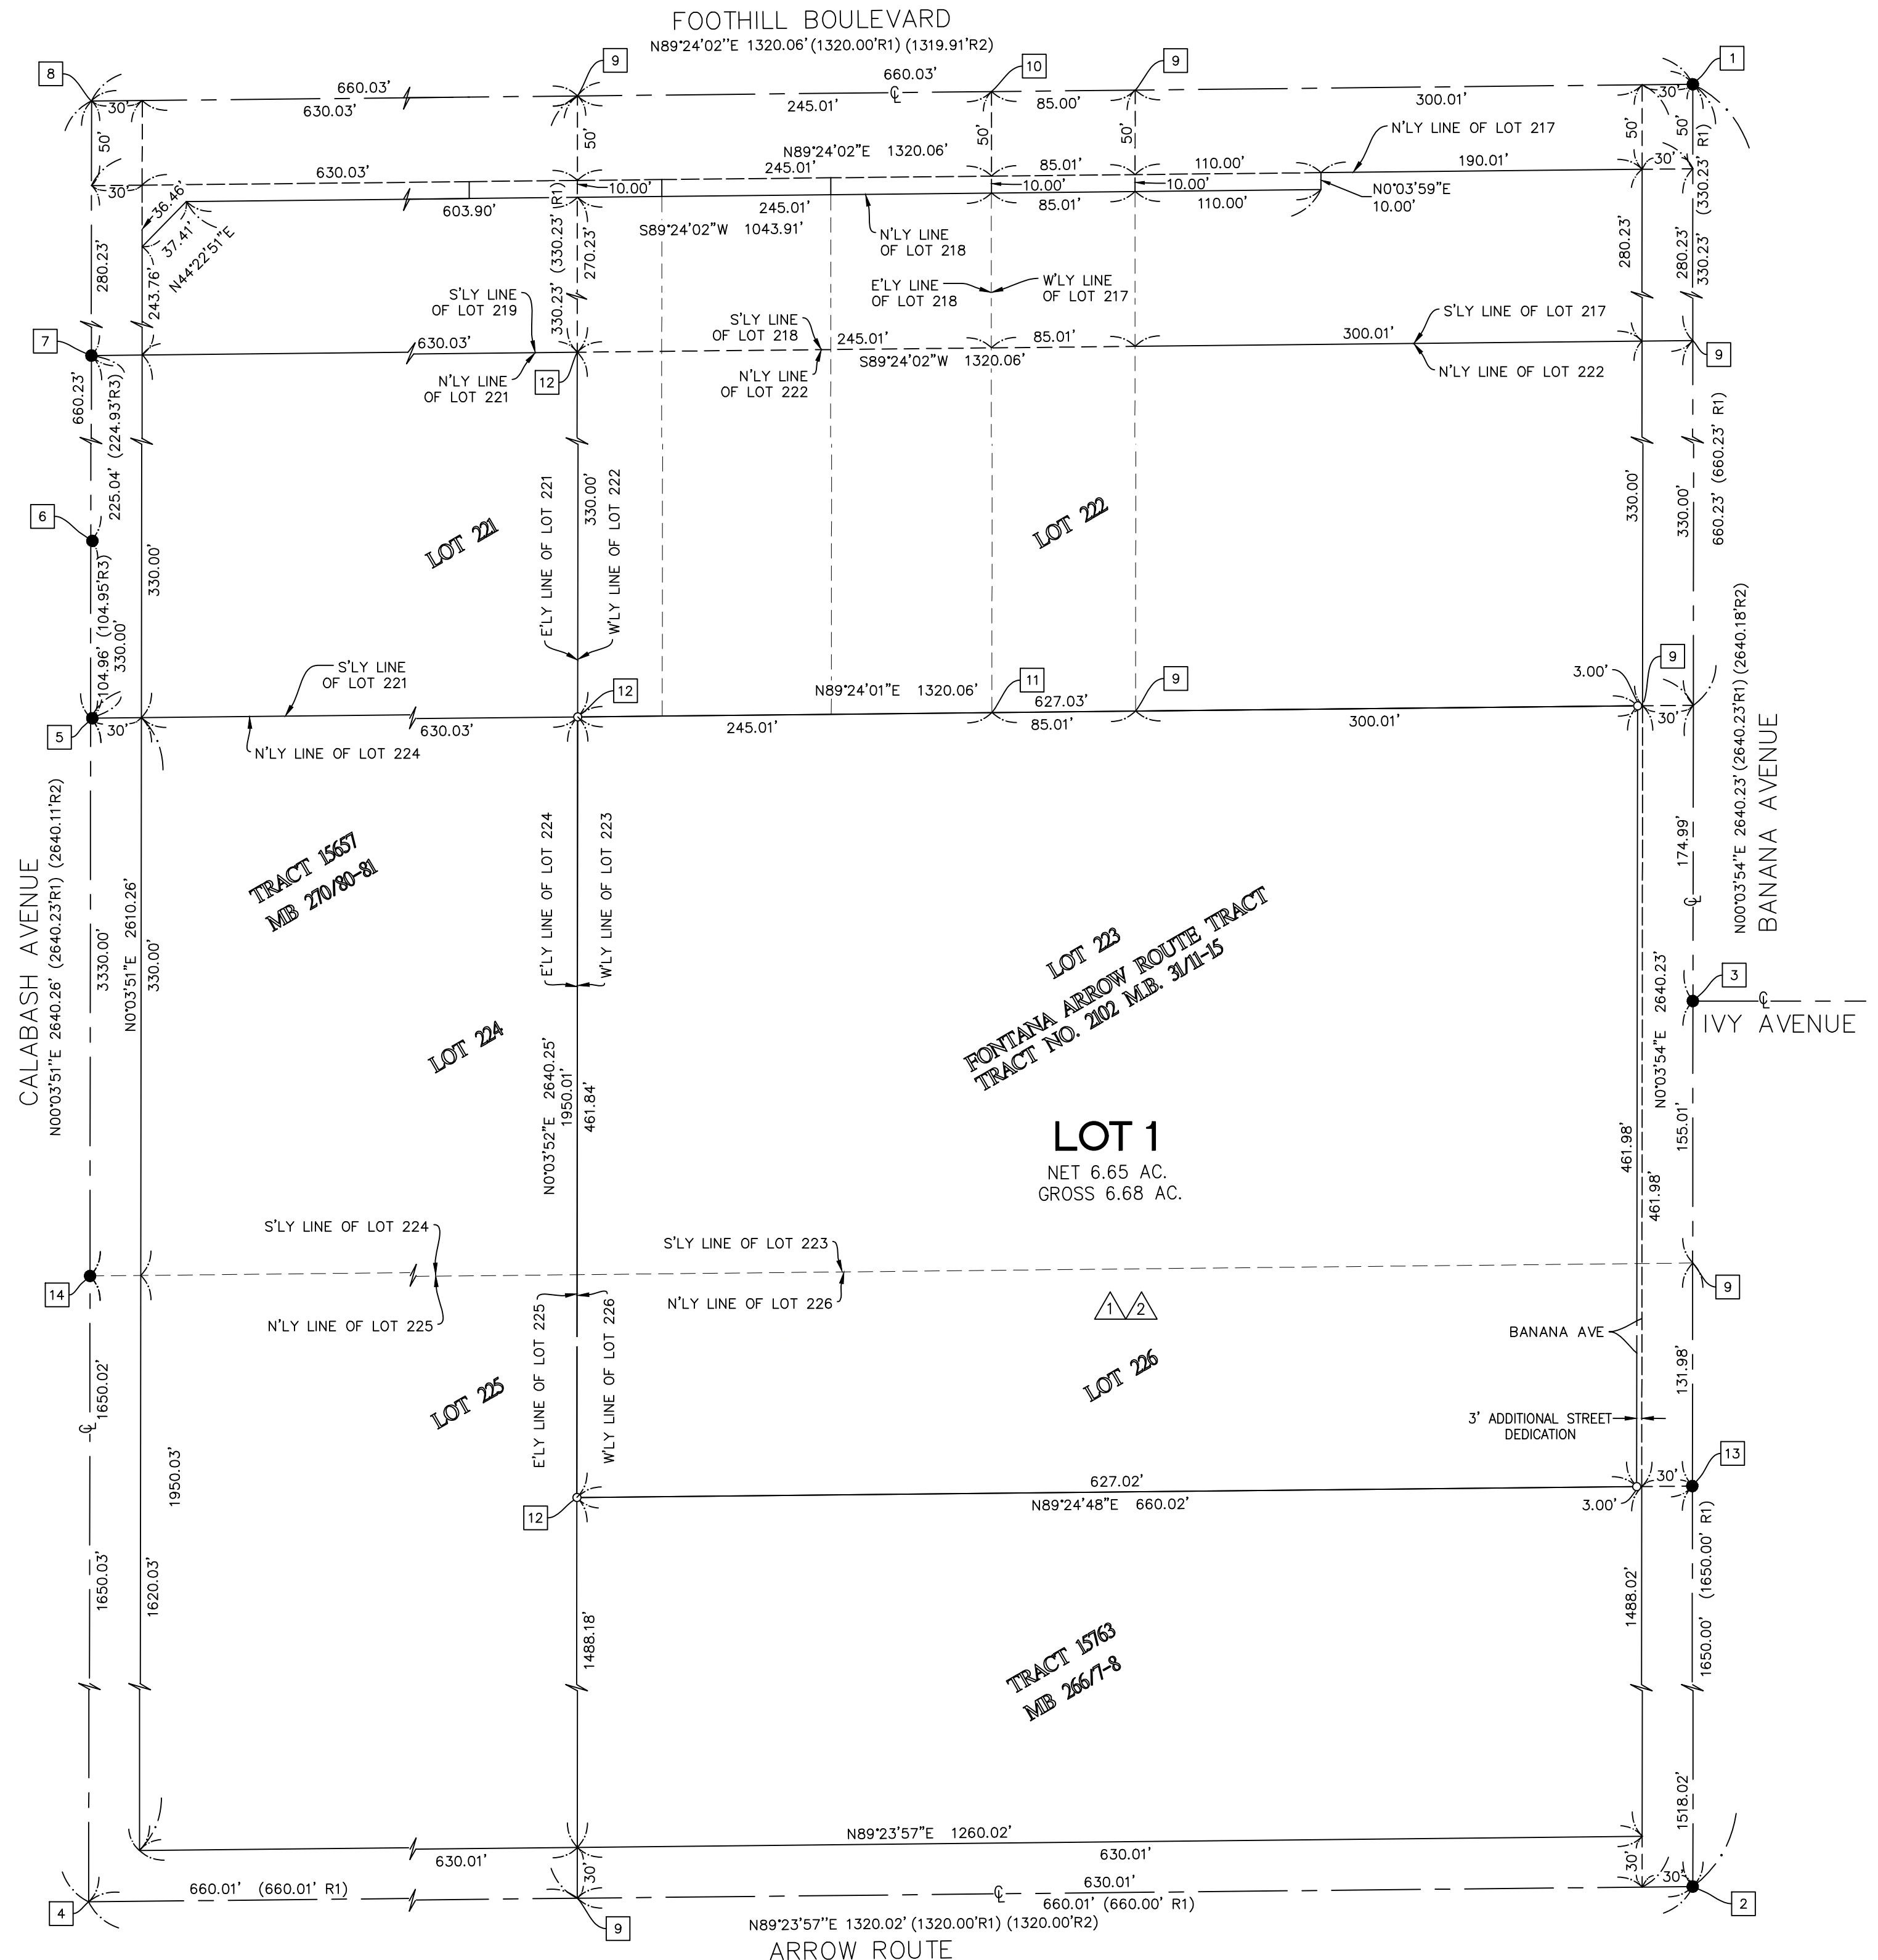 FOOTHILL BOULEVARD
N89°24'02"E 1320.06' (1320.00'R1) (1319.91'R2)
8
9
10
9
1
660.03'
660.03'
30'
630.03'
245.01'
85.00'
300.01'
30'
50'
50'
50'
50'
50'
50'
(330.23' R1)
N'LY LINE OF LOT 217
N89°24'02"E 1320.06'
30'
630.03'
245.01'
85.01'
110.00'
190.01'
30'
36.46'
37.41'
N44°22'51"E
603.90'
10.00'
245.01'
10.00'
85.01'
10.00'
110.00'
N0°03'59"E
10.00'
S89°24'02"W 1043.91'
N'LY LINE
OF LOT 218
280.23'
243.76'
330.23' (330.23' R1)
270.23'
280.23'
280.23'
330.23'
E'LY LINE
OF LOT 218
W'LY LINE
OF LOT 217
S'LY LINE
OF LOT 219
S'LY LINE
OF LOT 218
S'LY LINE OF LOT 217
7
630.03'
245.01'
85.01'
300.01'
S89°24'02"W 1320.06'
9
N'LY LINE
OF LOT 221
12
N'LY LINE
OF LOT 222
N'LY LINE OF LOT 222
660.23'
225.04' (224.93'R3)
6
104.96' (104.95'R3)
330.00'
330.00'
E'LY LINE OF LOT 221
330.00'
W'LY LINE OF LOT 222
LOT 221
LOT 222
330.00'
330.00'
660.23' (660.23' R1)
S'LY LINE
OF LOT 221
12
N89°24'01"E 1320.06'
11
9
3.00'
9
627.03'
5
30'
630.03'
245.01'
85.01'
300.01'
30'
N'LY LINE OF LOT 224
CALABASH AVENUE
N00°03'51"E 2640.26' (2640.23'R1) (2640.11'R2)
3330.00'
N0°03'51"E 2610.26'
330.00'
TRACT 15657
MB 270/80-81
E'LY LINE OF LOT 224
W'LY LINE OF LOT 223
LOT 224
N0°03'52"E 2640.25'
1950.01'
461.84'
LOT 223
FONTANA ARROW ROUTE TRACT
TRACT NO. 2102 M.B. 31/11-15
LOT 1
NET 6.65 AC.
GROSS 6.68 AC.
461.98'
461.98'
N0°03'54"E 2640.23'
174.99'
155.01'
N00°03'54"E 2640.23' (2640.23'R1) (2640.18'R2)
BANANA AVENUE
3
IVY AVENUE
S'LY LINE OF LOT 224
S'LY LINE OF LOT 223
14
9
N'LY LINE OF LOT 225
N'LY LINE OF LOT 226
1 2
BANANA AVE
1650.02'
1950.03'
LOT 225
E'LY LINE OF LOT 225
W'LY LINE OF LOT 226
LOT 226
131.98'
3' ADDITIONAL STREET
DEDICATION
627.02'
30'
13
12
N89°24'48"E 660.02'
3.00'
1650.03'
1620.03'
1488.18'
1488.02'
1650.00' (1650.00' R1)
TRACT 15763
MB 266/7-8
1518.02'
N89°23'57"E 1260.02'
630.01'
630.01'
30'
30'
30'
660.01' (660.01' R1)
630.01'
4
9
660.01' (660.00' R1)
2
N89°23'57"E 1320.02' (1320.00'R1) (1320.00'R2)
ARROW ROUTE